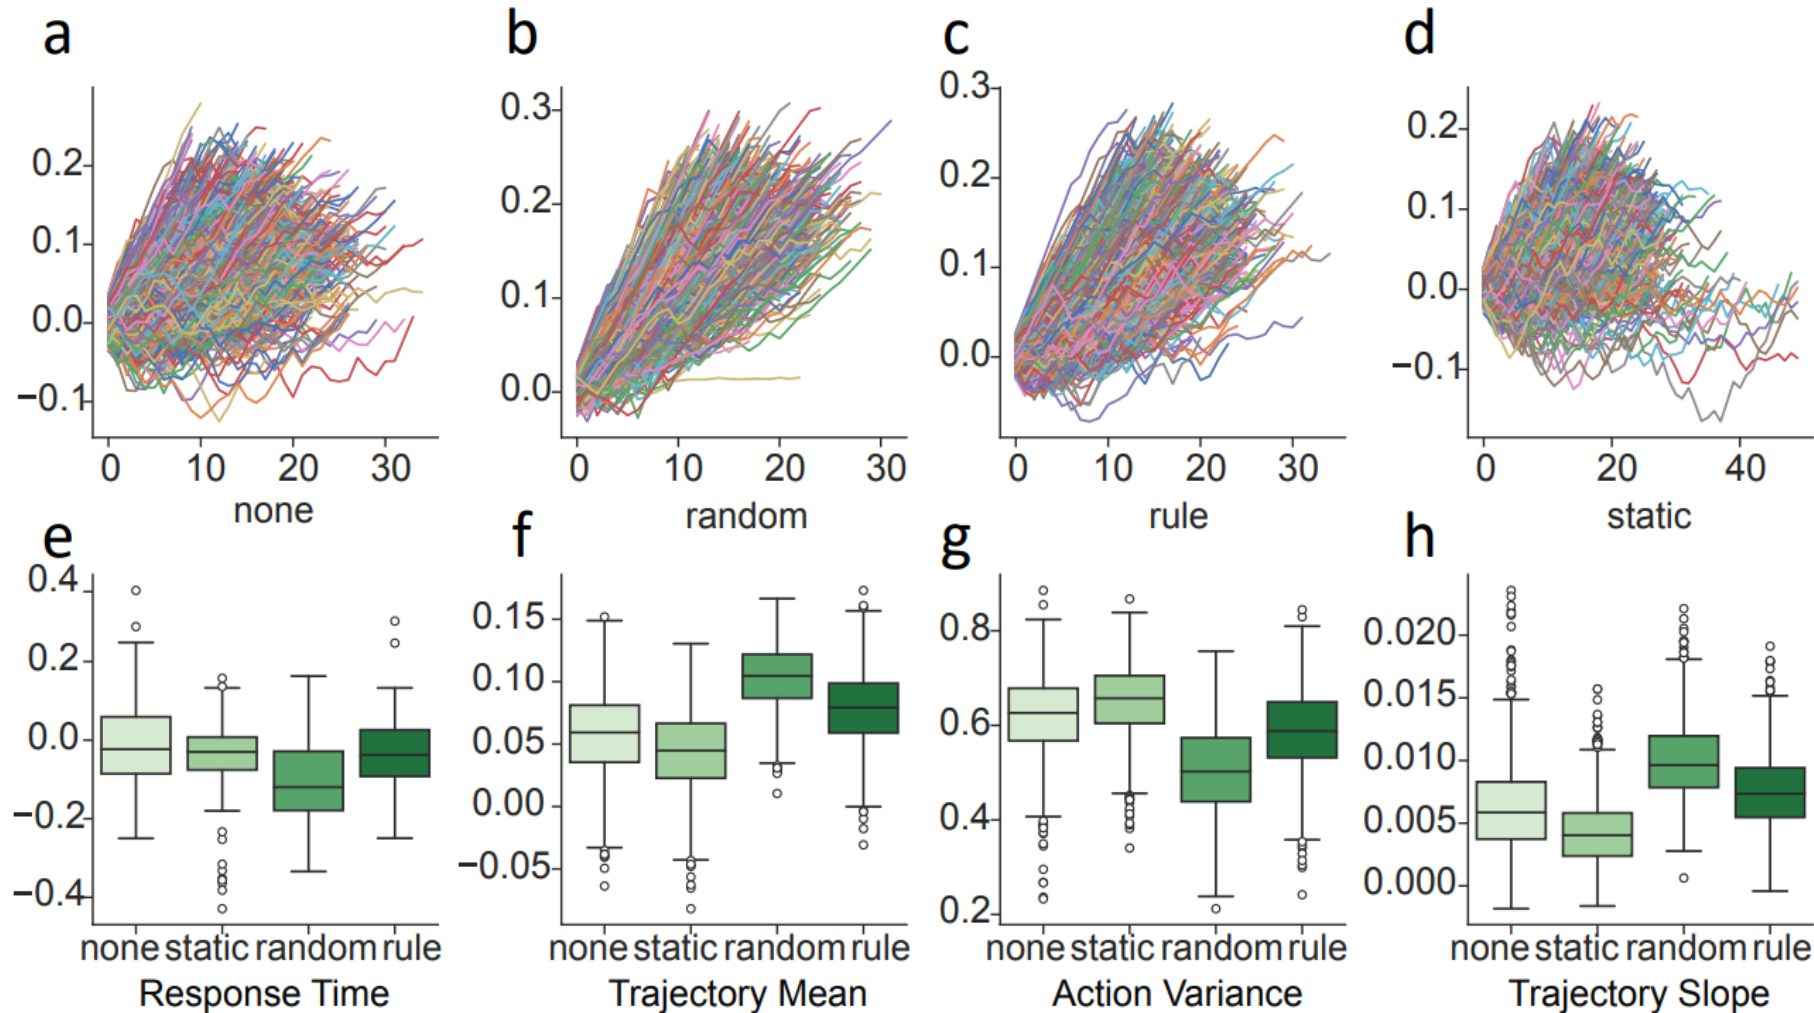 a b c d
0.2
0.1
0.0
−0.1
0 10 20 30
none
0.3
0.2
0.1
0.0
0 10 20 30
random
0.3
0.2
0.1
0.0
0 10 20 30
rule
0.2
0.1
0.0
−0.1
0 20 40
static
e f g h
0.4
0.2
0.0
−0.2
−0.4
none static random rule
Response Time
0.15
0.10
0.05
0.00
−0.05
none static random rule
Trajectory Mean
0.8
0.6
0.4
0.2
none static random rule
Action Variance
0.020
0.015
0.010
0.005
0.000
none static random rule
Trajectory Slope